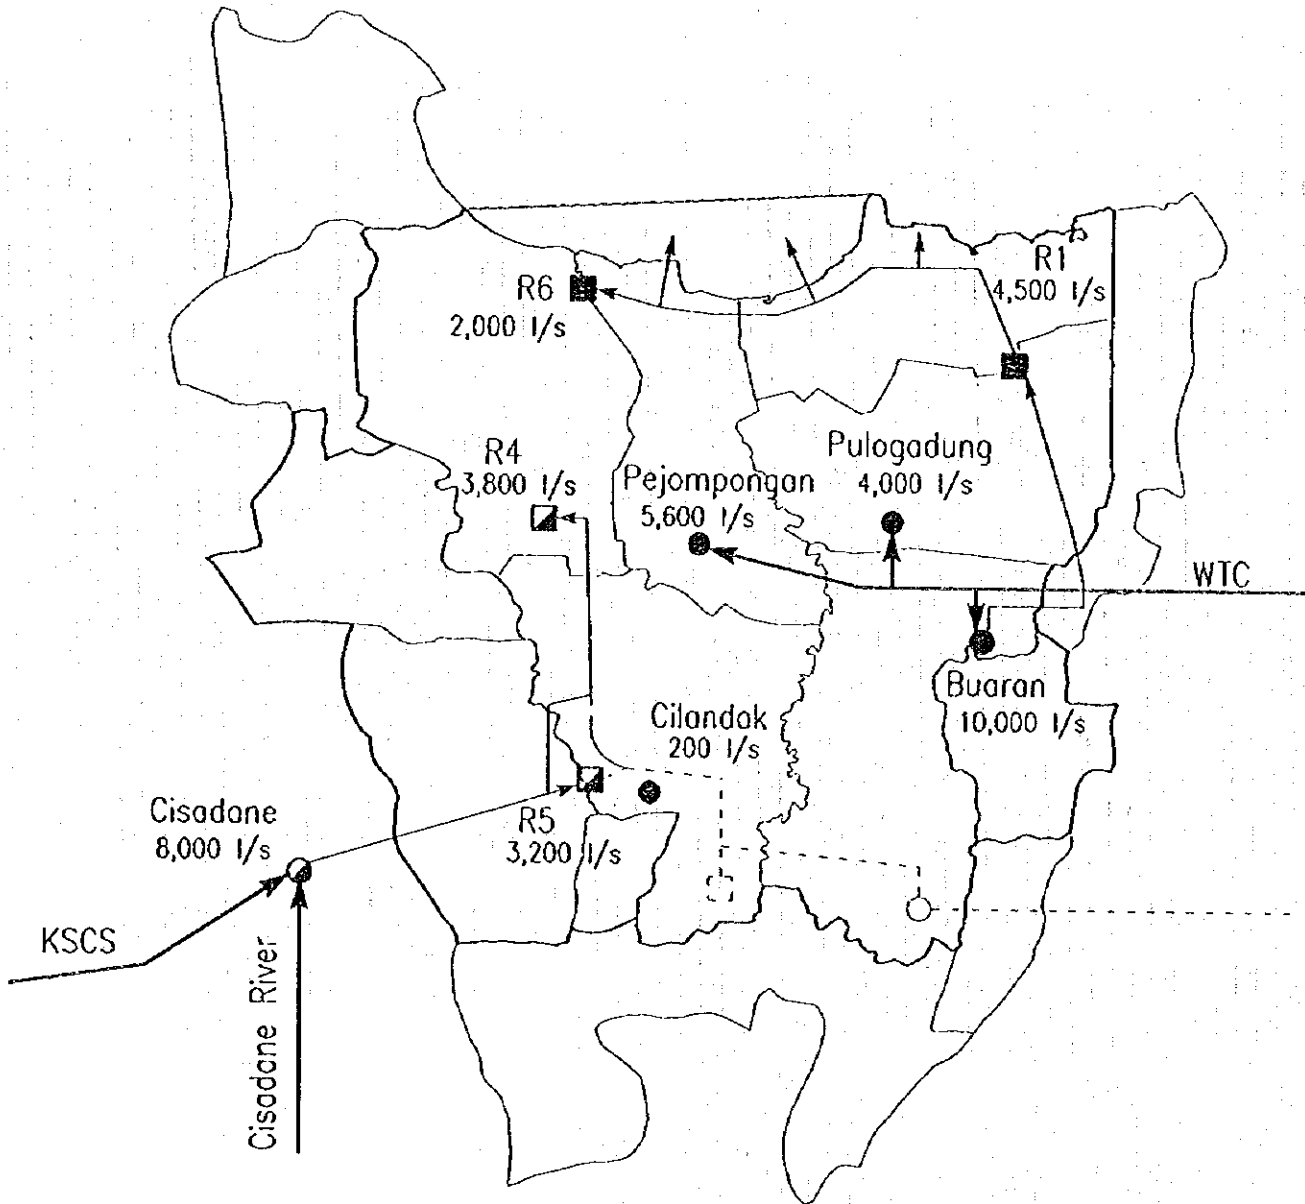 R1
4,500 l/s
R6
2,000 l/s
R4
3,800 l/s
Pejompongan
5,600 l/s
Pulogadung
4,000 l/s
WTC
Buaran
10,000 l/s
Cilandak
200 l/s
Cisadane
8,000 l/s
R5
3,200 l/s
KSCS
Cisadane River